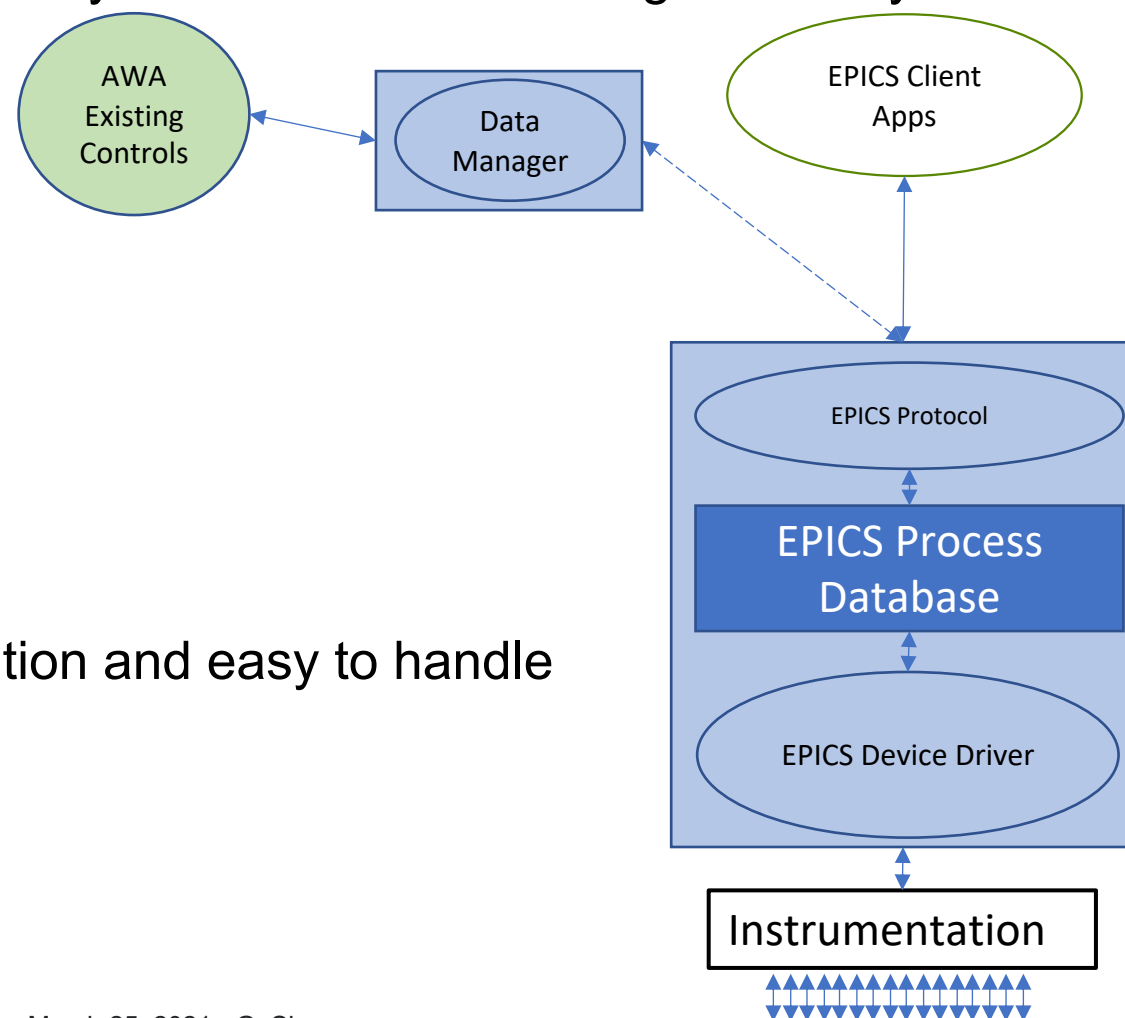 AWA
Existing
Controls
Data
Manager
EPICS Client
Apps
EPICS Protocol
EPICS Process
Database
tion and easy to handle
EPICS Device Driver
Instrumentation